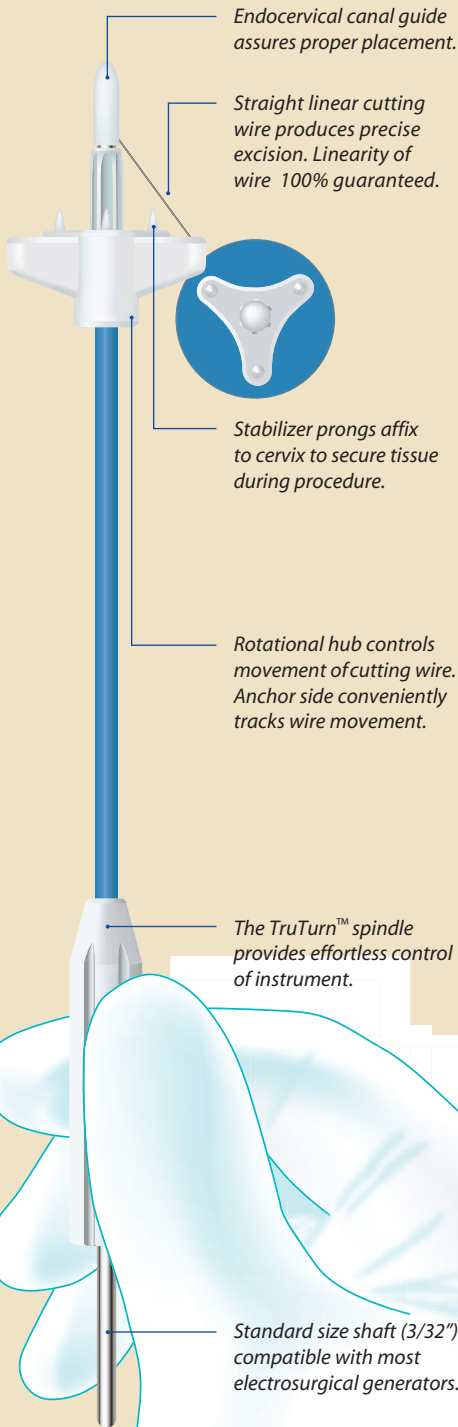 Endocervical canal guide
assures proper placement.
Straight linear cutting
wire produces precise
excision. Linearity of
wire 100% guaranteed.
Stabilizer prongs affix
to cervix to secure tissue
during procedure.
Rotational hub controls
movement of cutting wire.
Anchor side conveniently
tracks wire movement.
The TruTurn™ spindle
provides effortless control
of instrument.
Standard size shaft (3/32”)
compatible with most
electrosurgical generators.